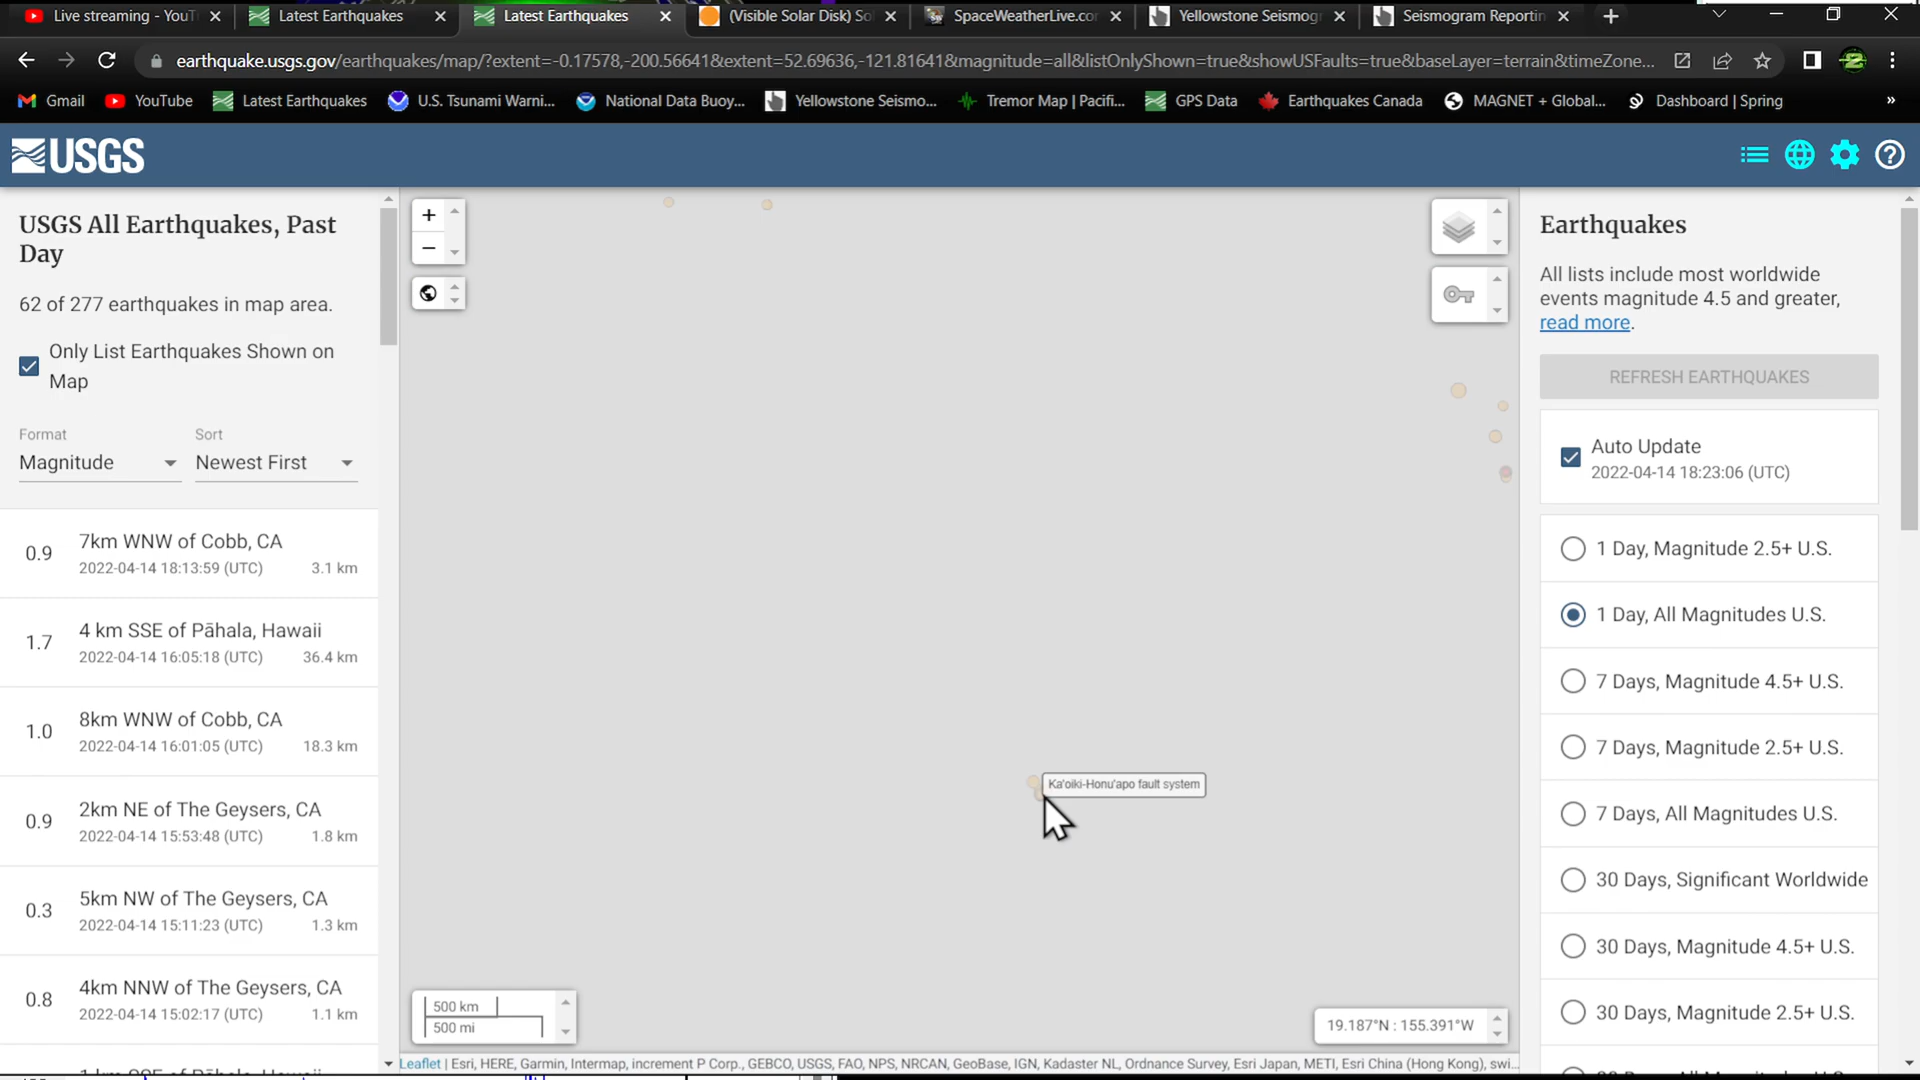 Live streaming - YouT
Latest Earthquakes
Latest Earthquakes
(Visible Solar Disk) So
SpaceWeatherLive.cor
Yellowstone Seismog
Seismogram Reportin
earthquake.usgs.gov/earthquakes/map/?extent=-0.17578,-200.56641&extent=52.69636,-121.81641&magnitude=all&listOnlyShown=true&showUSFaults=true&baseLayer=terrain&timeZone...
Gmail
YouTube
Latest Earthquakes
U.S. Tsunami Warni...
National Data Buoy...
Yellowstone Seismo...
Tremor Map | Pacifi...
GPS Data
Earthquakes Canada
MAGNET + Global...
Dashboard | Spring
»
USGS
USGS All Earthquakes, Past
Day
62 of 277 earthquakes in map area.
Only List Earthquakes Shown on
Map
Format
Magnitude
Sort
Newest First
0.9
7km WNW of Cobb, CA
2022-04-14 18:13:59 (UTC)
3.1 km
1.7
4 km SSE of Pāhala, Hawaii
2022-04-14 16:05:18 (UTC)
36.4 km
1.0
8km WNW of Cobb, CA
2022-04-14 16:01:05 (UTC)
18.3 km
0.9
2km NE of The Geysers, CA
2022-04-14 15:53:48 (UTC)
1.8 km
0.3
5km NW of The Geysers, CA
2022-04-14 15:11:23 (UTC)
1.3 km
0.8
4km NNW of The Geysers, CA
2022-04-14 15:02:17 (UTC)
1.1 km
+
−
Ka'oiki-Honu'apo fault system
500 km
500 mi
19.187°N : 155.391°W
Leaflet | Esri, HERE, Garmin, Intermap, increment P Corp., GEBCO, USGS, FAO, NPS, NRCAN, GeoBase, IGN, Kadaster NL, Ordnance Survey, Esri Japan, METI, Esri China (Hong Kong), swi...
Earthquakes
All lists include most worldwide
events magnitude 4.5 and greater,
read more.
REFRESH EARTHQUAKES
Auto Update
2022-04-14 18:23:06 (UTC)
1 Day, Magnitude 2.5+ U.S.
1 Day, All Magnitudes U.S.
7 Days, Magnitude 4.5+ U.S.
7 Days, Magnitude 2.5+ U.S.
7 Days, All Magnitudes U.S.
30 Days, Significant Worldwide
30 Days, Magnitude 4.5+ U.S.
30 Days, Magnitude 2.5+ U.S.